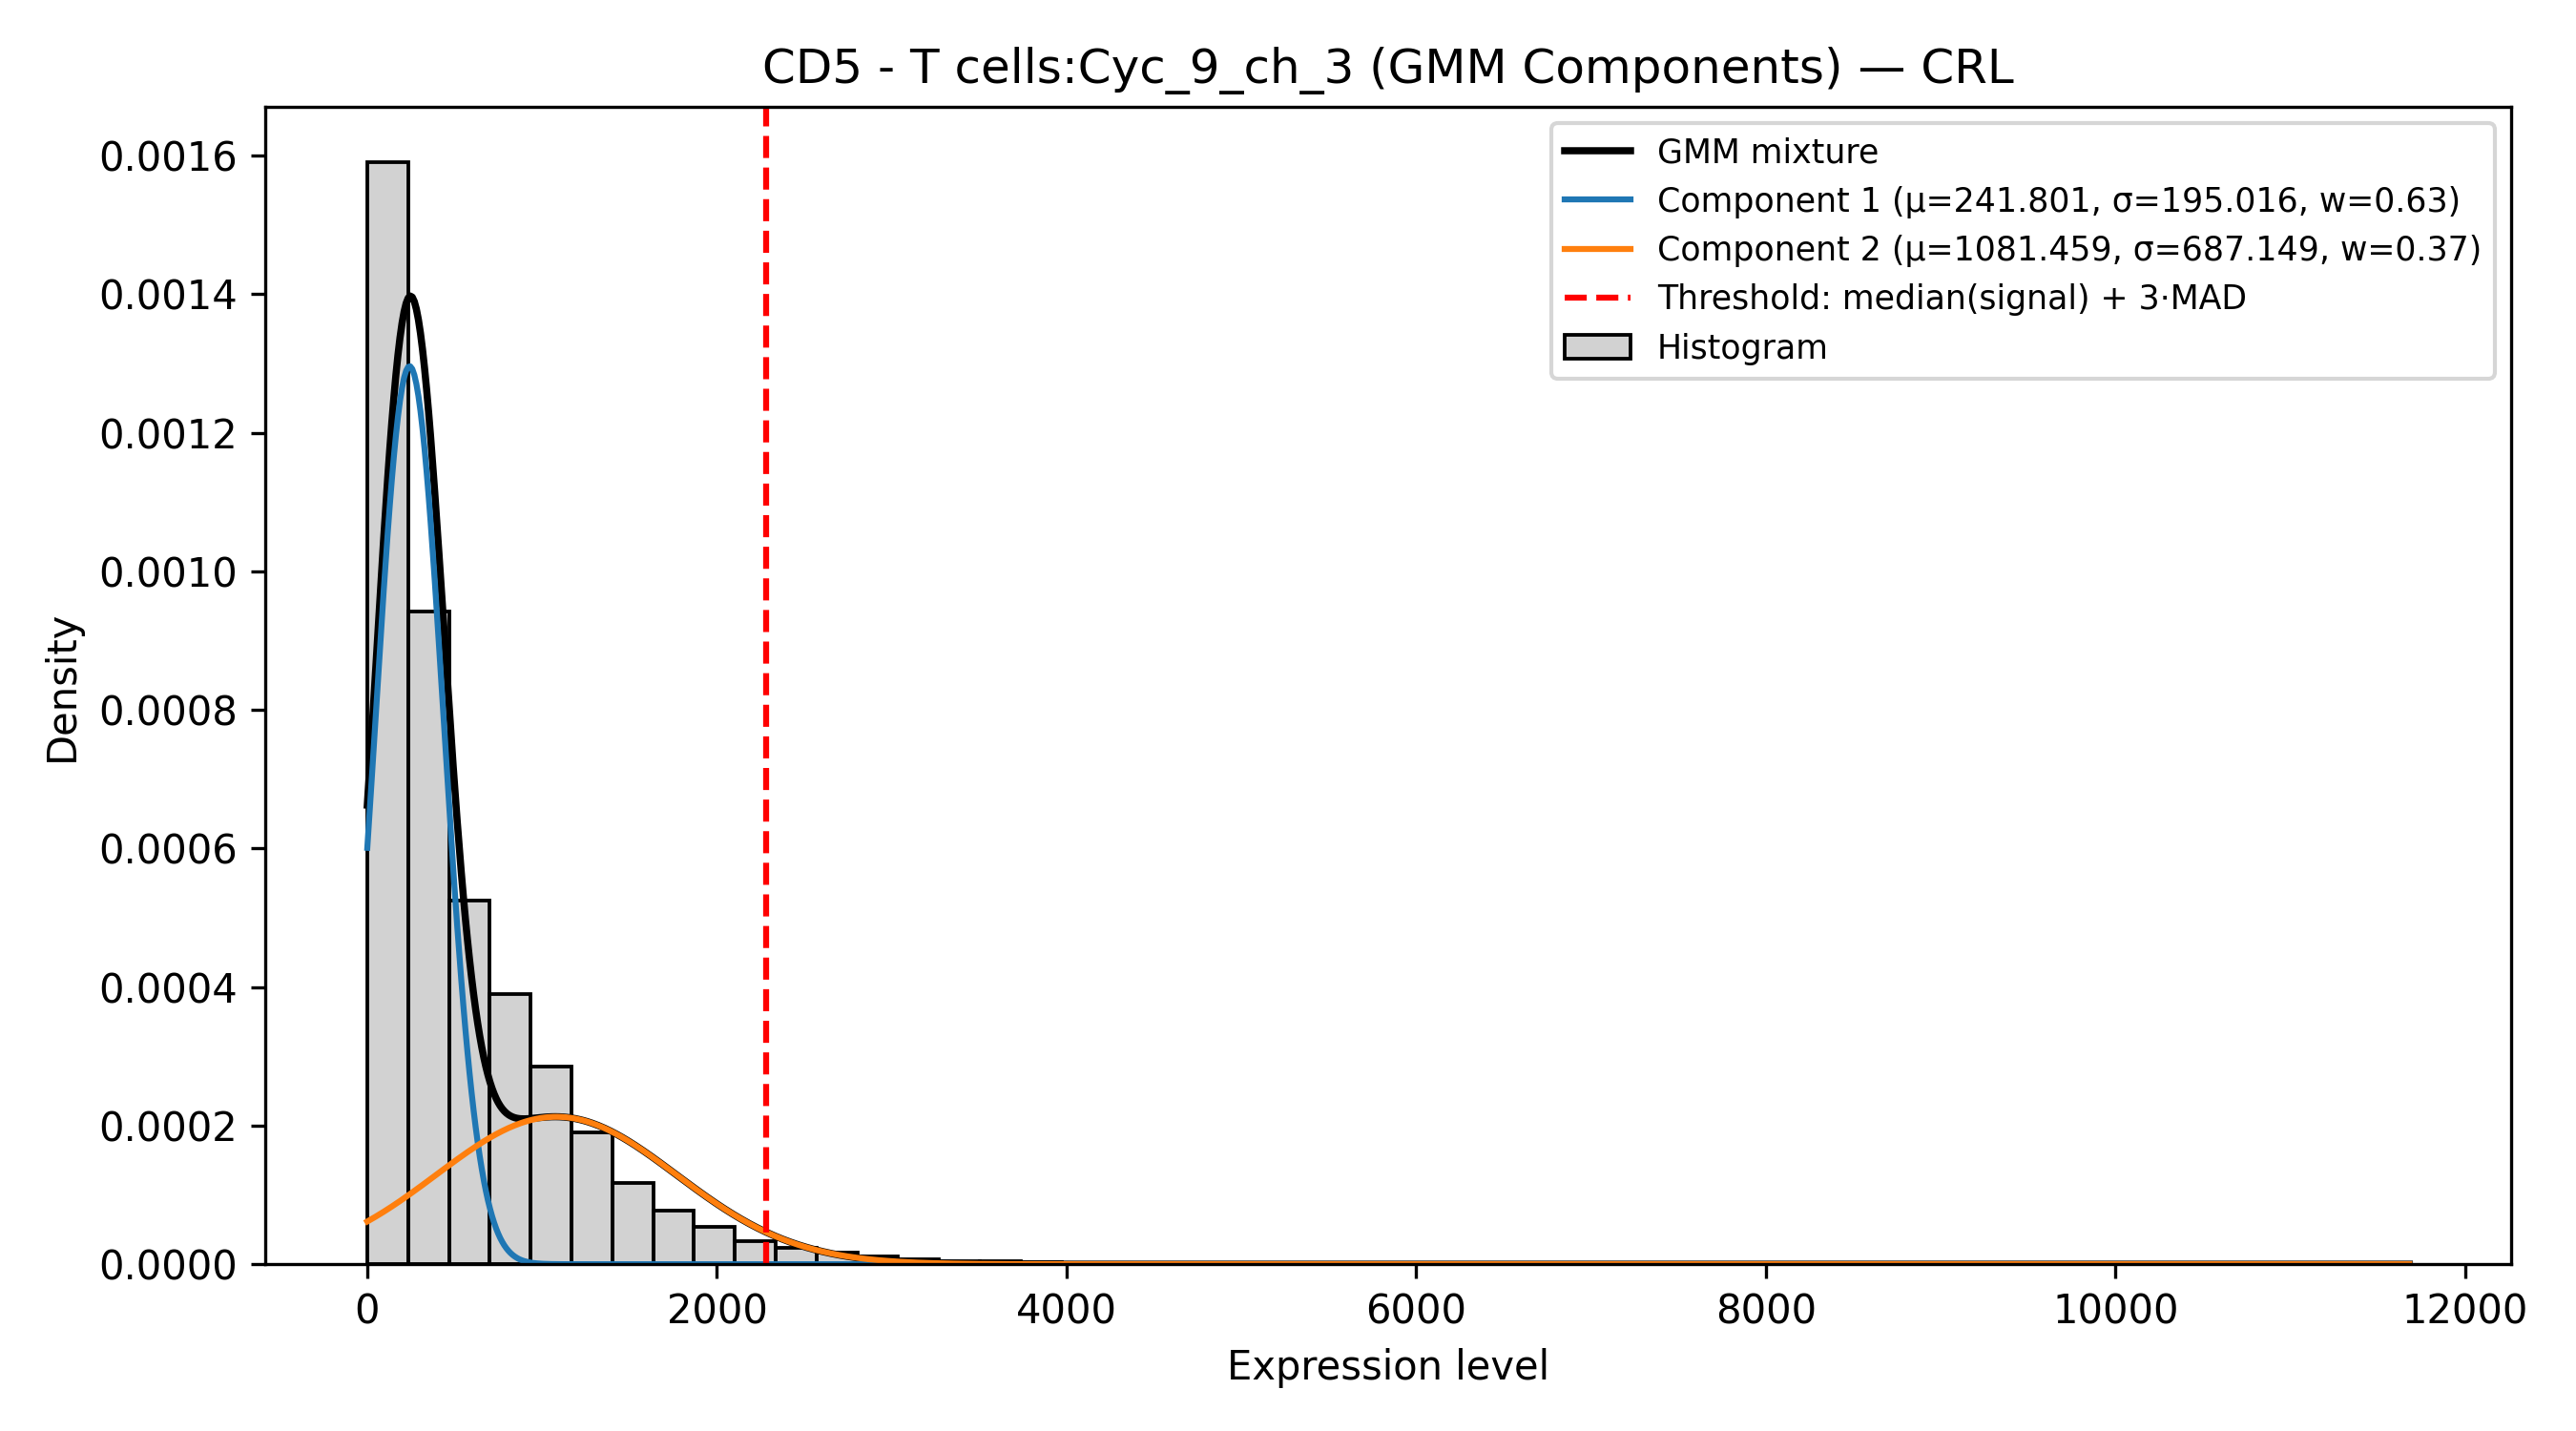 CD5 - T cells:Cyc_9_ch_3 (GMM Components) — CRL
GMM mixture
Component 1 (μ=241.801, σ=195.016, w=0.63)
Component 2 (μ=1081.459, σ=687.149, w=0.37)
Threshold: median(signal) + 3·MAD
Histogram
Density
0.0016
0.0014
0.0012
0.0010
0.0008
0.0006
0.0004
0.0002
0.0000
0 2000 4000 6000 8000 10000 12000
Expression level